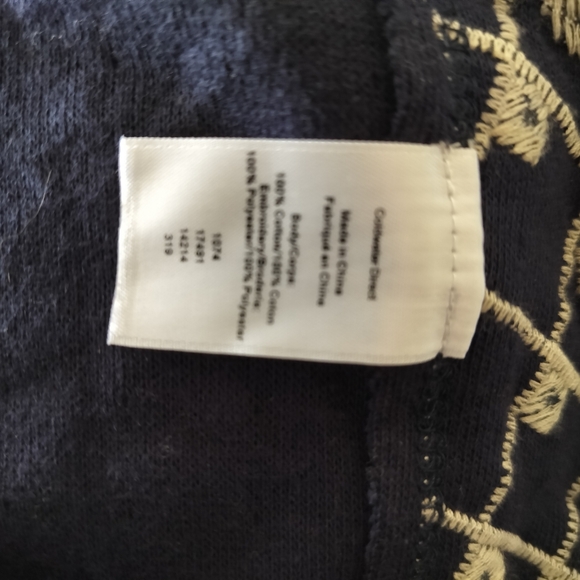 Coldwater Direct
Made in China
Fabriqué en Chine
Body/Corps:
100% Cotton/100% Coton
Embroidery/Broderie:
100% Polyester/100% Polyester
1074
17491
14214
319